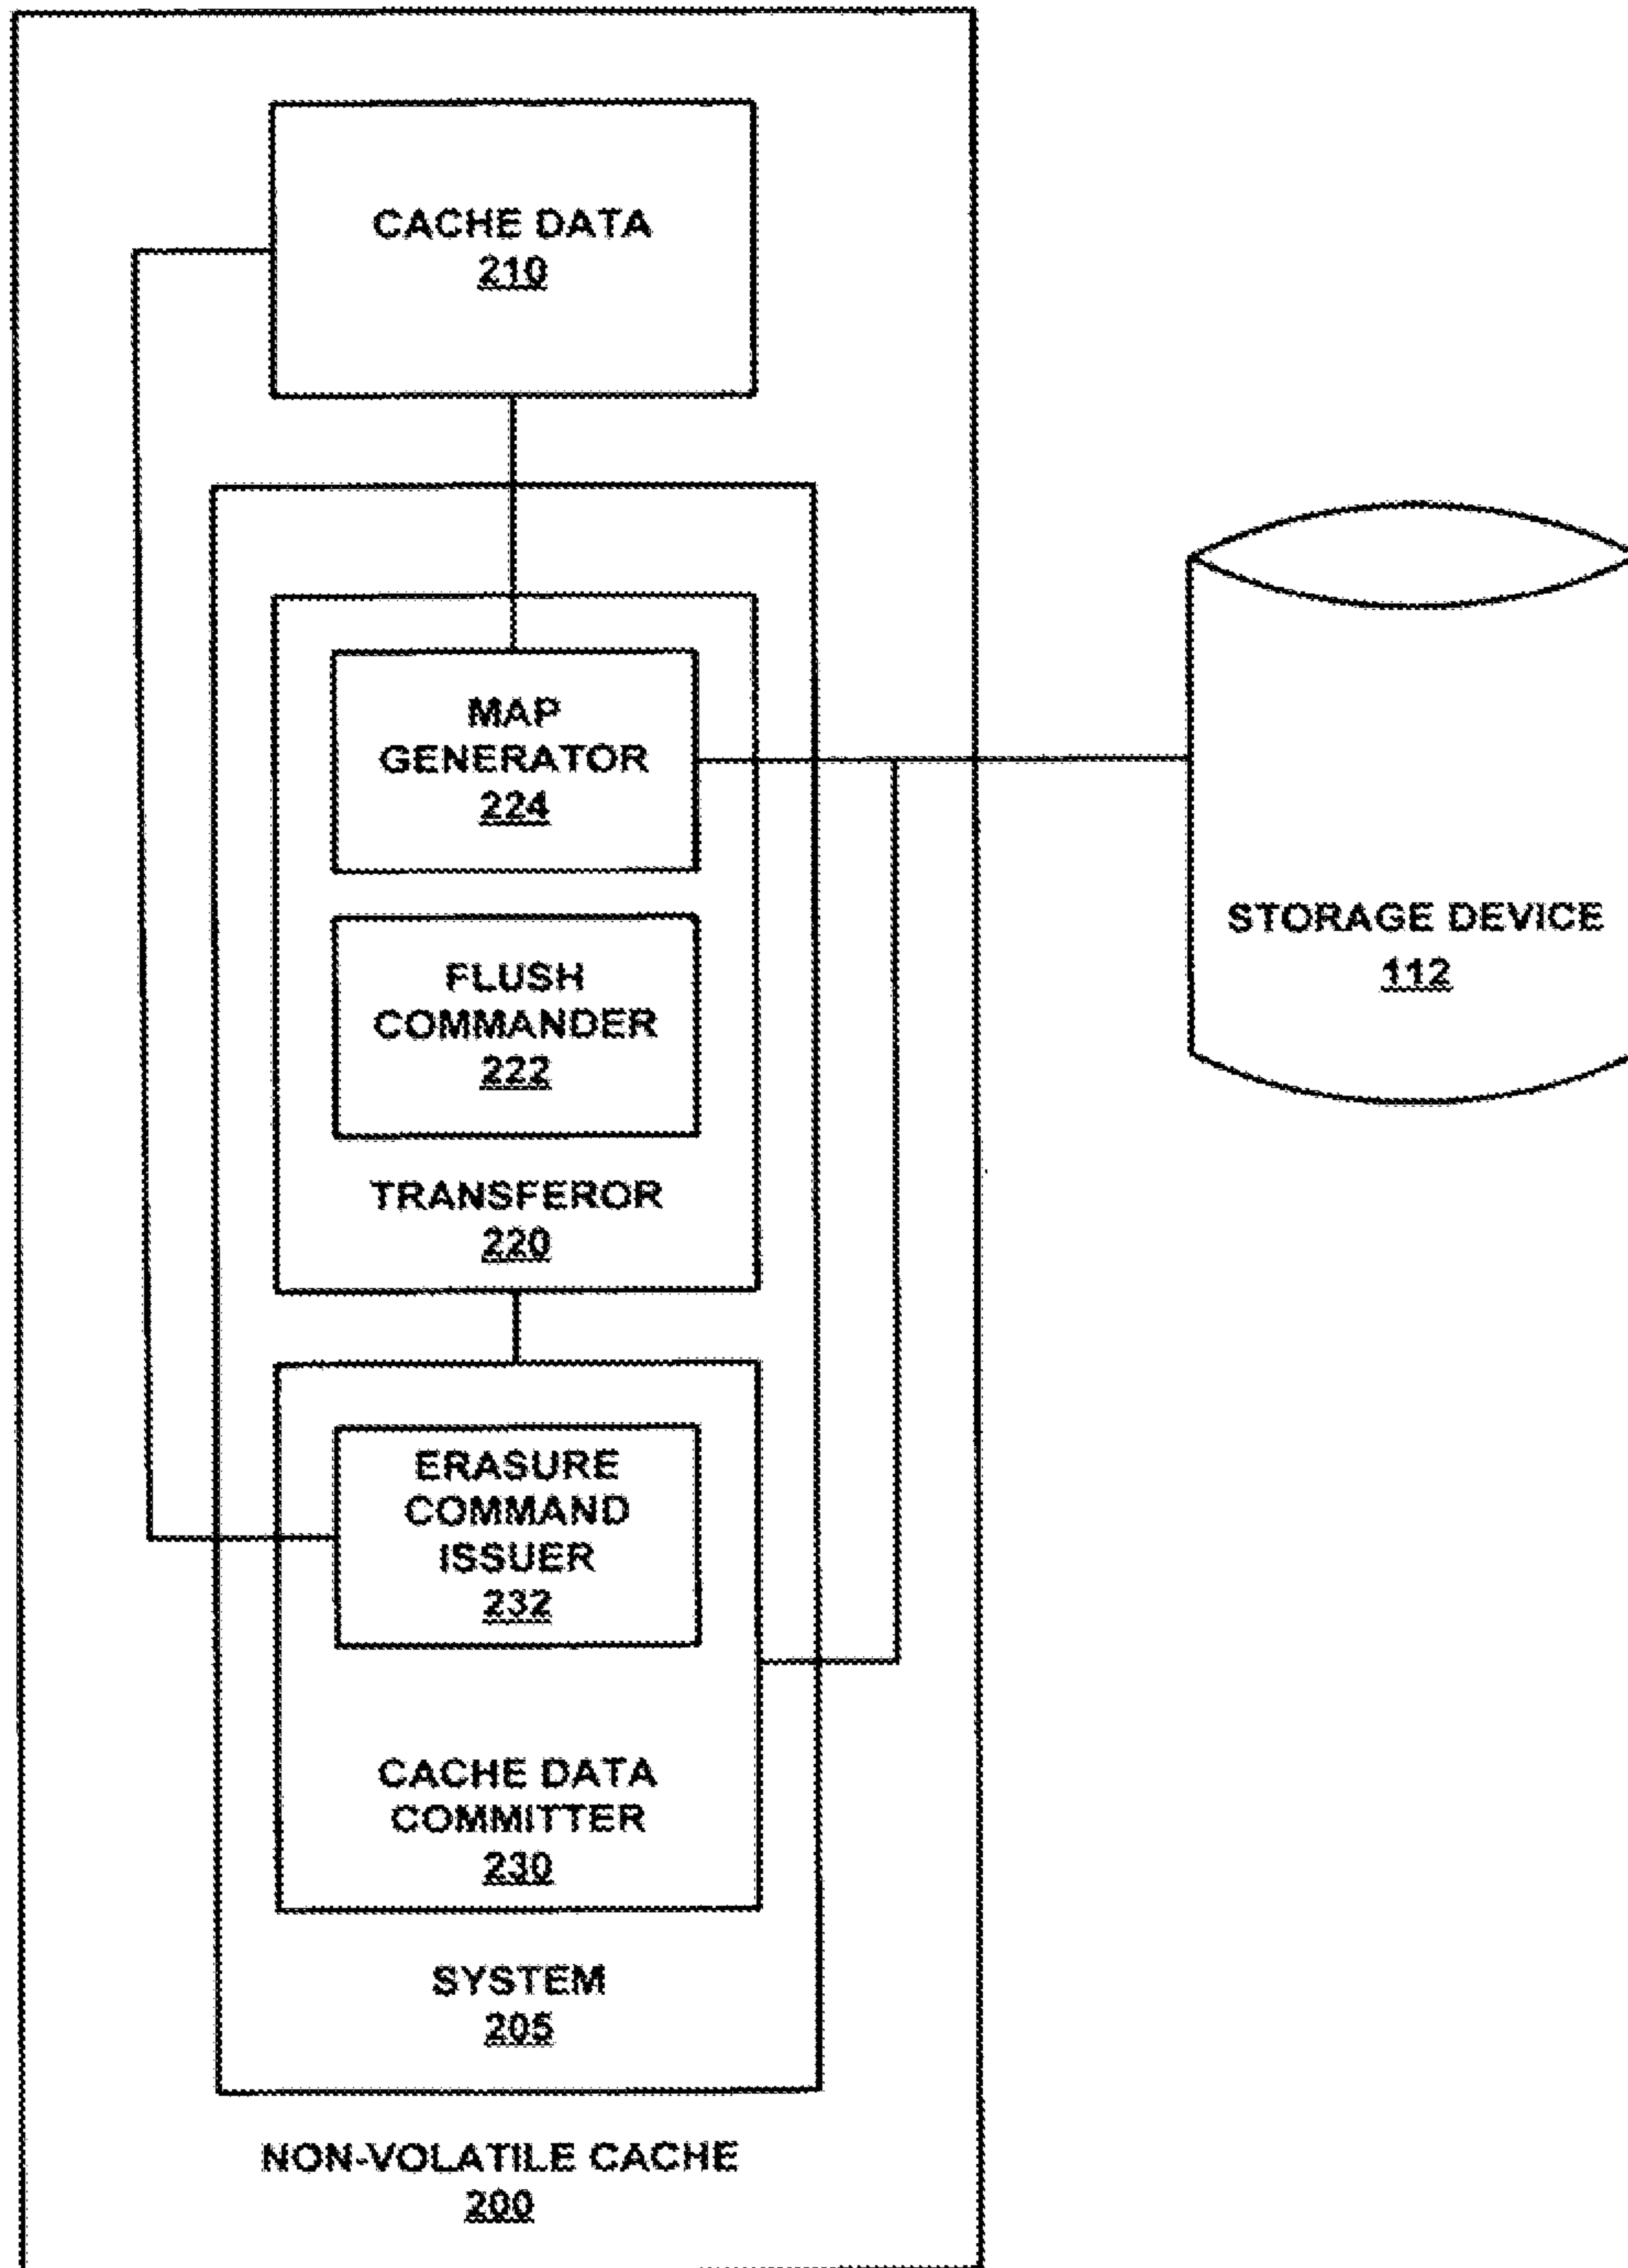 CACHE DATA
210
MAP
GENERATOR
224
FLUSH
COMMANDER
222
TRANSFEROR
220
ERASURE
COMMAND
ISSUER
232
CACHE DATA
COMMITTER
230
SYSTEM
205
NON-VOLATILE CACHE
200
STORAGE DEVICE
112